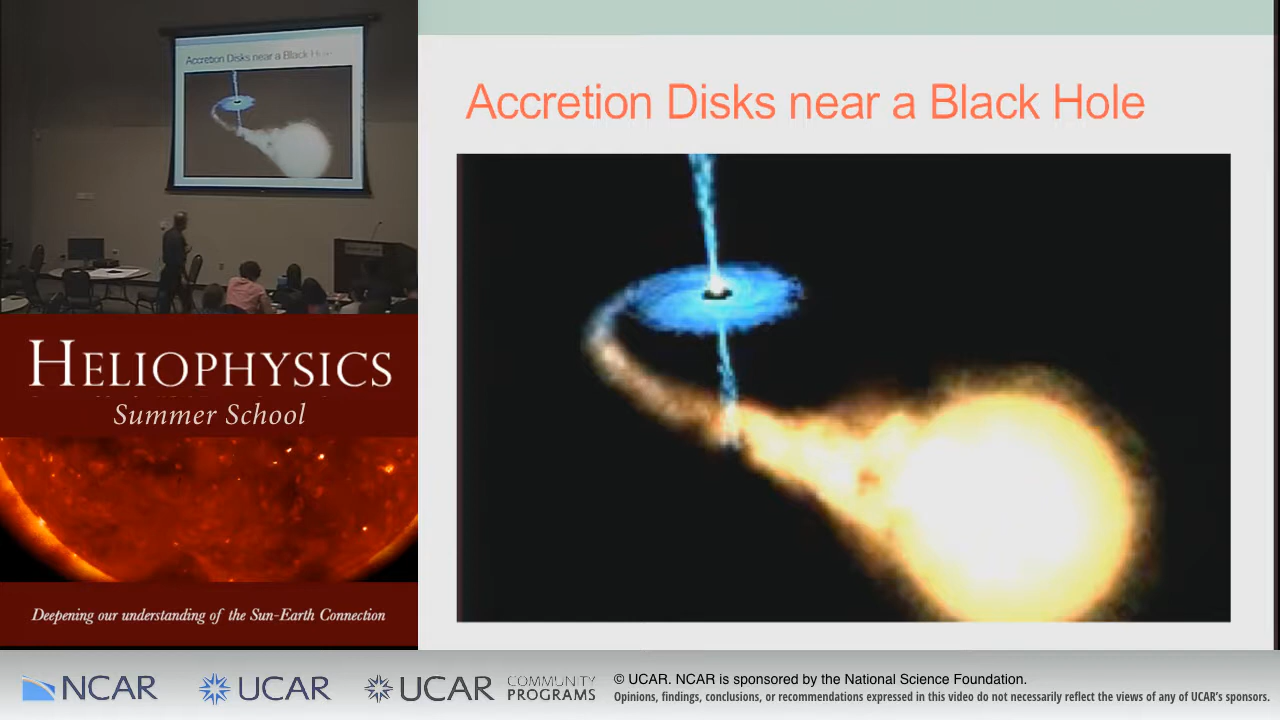 Accretion Disks near a Black Hole
Accretion Disks near a Black Hole
HELIOPHYSICS
Summer School
Deepening our understanding of the Sun-Earth Connection
NCAR
UCAR
UCAR
COMMUNITY
PROGRAMS
© UCAR. NCAR is sponsored by the National Science Foundation.
Opinions, findings, conclusions, or recommendations expressed in this video do not necessarily reflect the views of any of UCAR's sponsors.